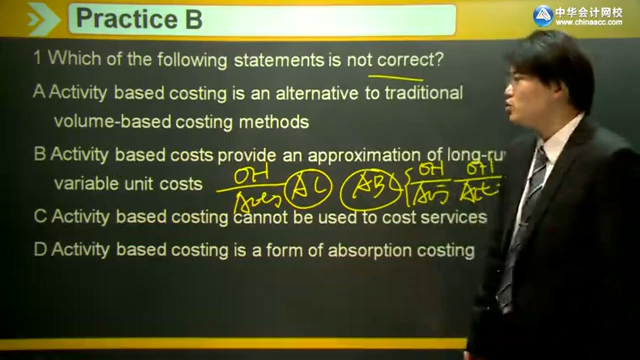 Practice B
中华会计网校
www.chinaacc.com
1 Which of the following statements is not correct?
A Activity based costing is an alternative to traditional
volume-based costing methods
B Activity based costs provide an approximation of long-ru
variable unit costs
OH
AC
ABC
OH
OH
C Activity based costing cannot be used to cost services
D Activity based costing is a form of absorption costing